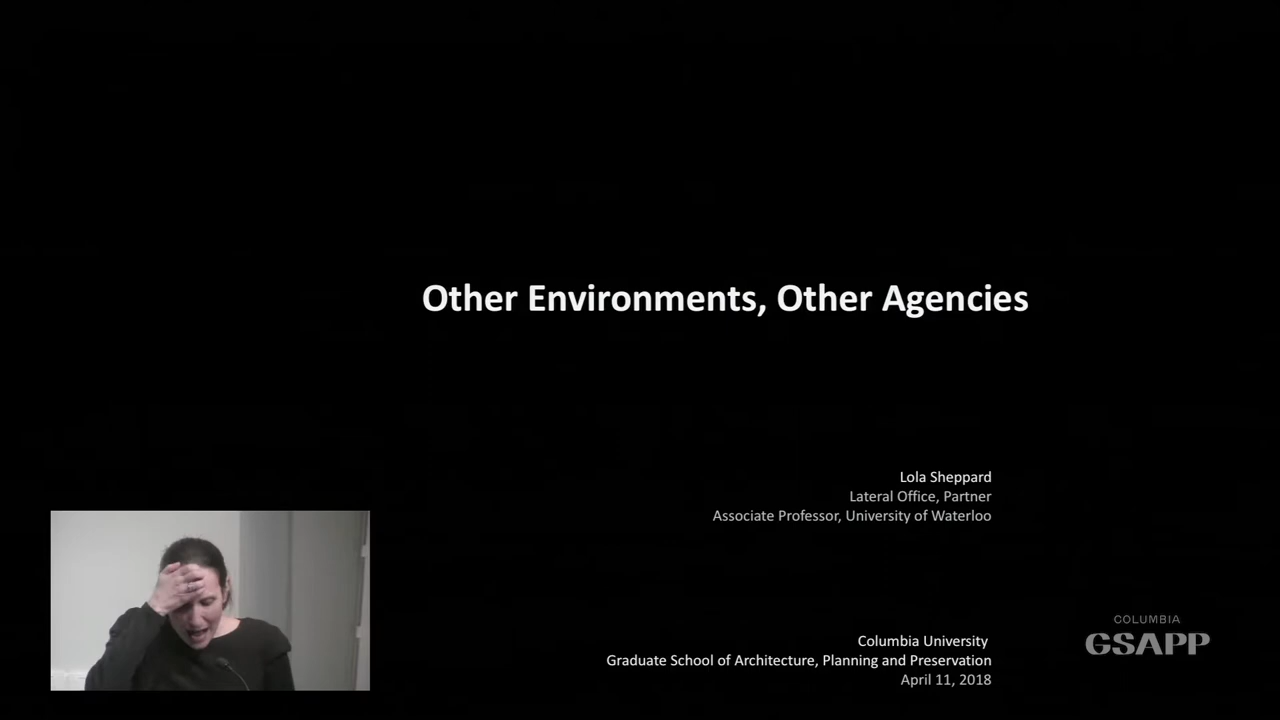 Other Environments, Other Agencies
Lola Sheppard
Lateral Office, Partner
Associate Professor, University of Waterloo
Columbia University
Graduate School of Architecture, Planning and Preservation
April 11, 2018
COLUMBIA
GSAPP